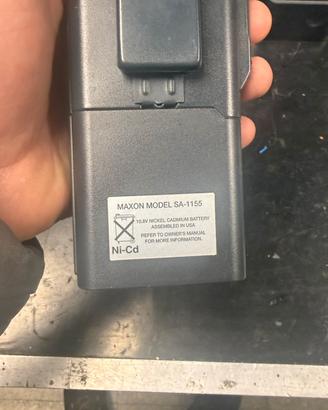 MAXON MODEL SA-1155
10.8V NICKEL CADMIUM BATTERY
ASSEMBLED IN USA
REFER TO OWNER'S MANUAL
FOR MORE INFORMATION.
Ni-Cd